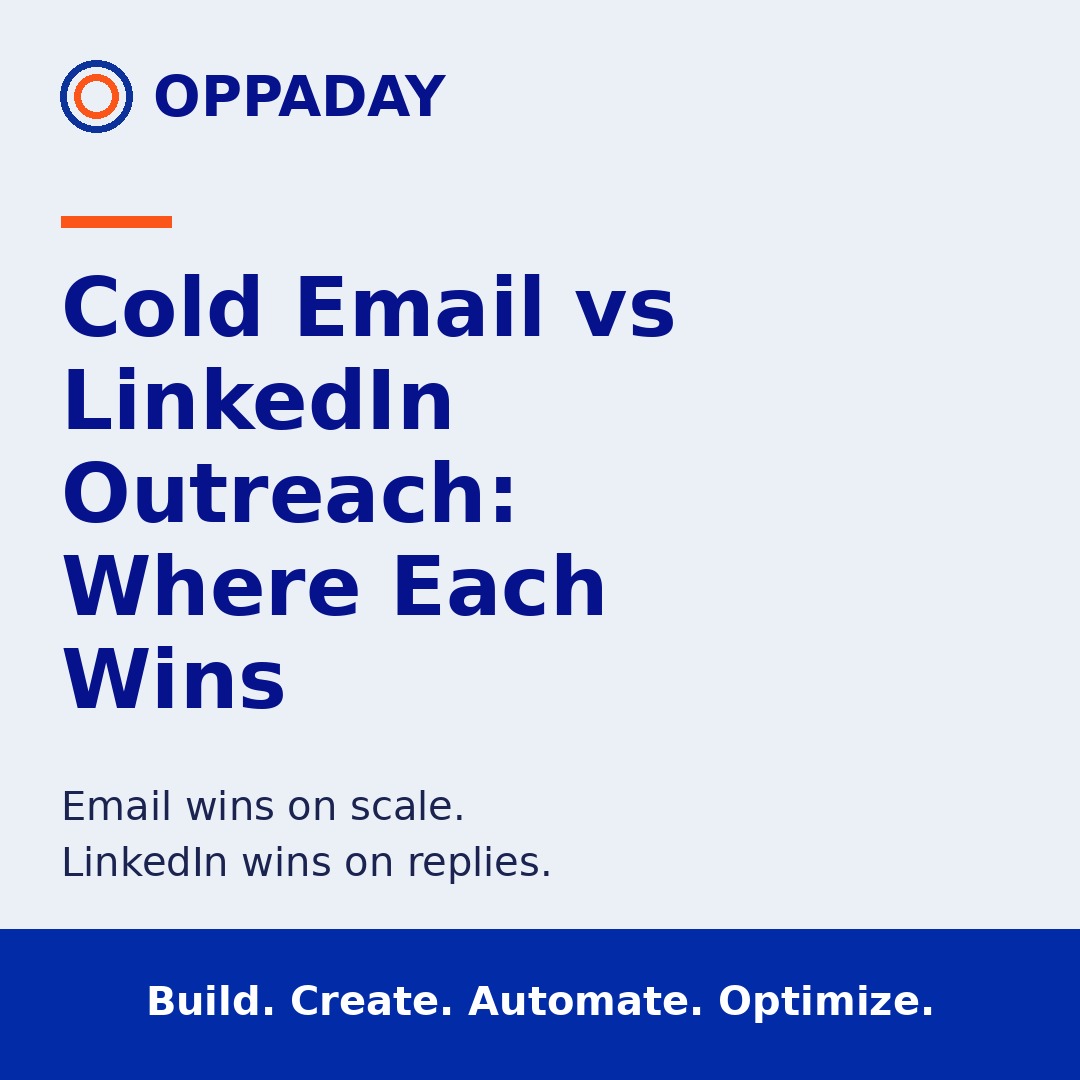 OPPADAY
Cold Email vs
LinkedIn
Outreach:
Where Each
Wins
Email wins on scale.
LinkedIn wins on replies.
Build. Create. Automate. Optimize.